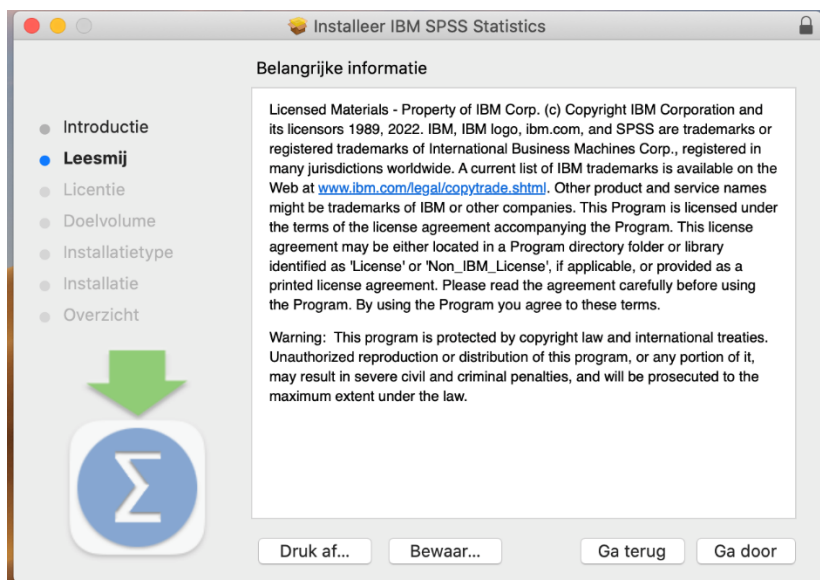 Installeer IBM SPSS Statistics
Belangrijke informatie
Introductie
Leesmij
Licentie
Doelvolume
Installatietype
Installatie
Overzicht
Licensed Materials - Property of IBM Corp. (c) Copyright IBM Corporation and
its licensors 1989, 2022. IBM, IBM logo, ibm.com, and SPSS are trademarks or
registered trademarks of International Business Machines Corp., registered in
many jurisdictions worldwide. A current list of IBM trademarks is available on the
Web at www.ibm.com/legal/copytrade.shtml. Other product and service names
might be trademarks of IBM or other companies. This Program is licensed under
the terms of the license agreement accompanying the Program. This license
agreement may be either located in a Program directory folder or library
identified as 'License' or 'Non_IBM_License', if applicable, or provided as a
printed license agreement. Please read the agreement carefully before using
the Program. By using the Program you agree to these terms.
Warning:  This program is protected by copyright law and international treaties.
Unauthorized reproduction or distribution of this program, or any portion of it,
may result in severe civil and criminal penalties, and will be prosecuted to the
maximum extent under the law.
Σ
Druk af...
Bewaar...
Ga terug
Ga door